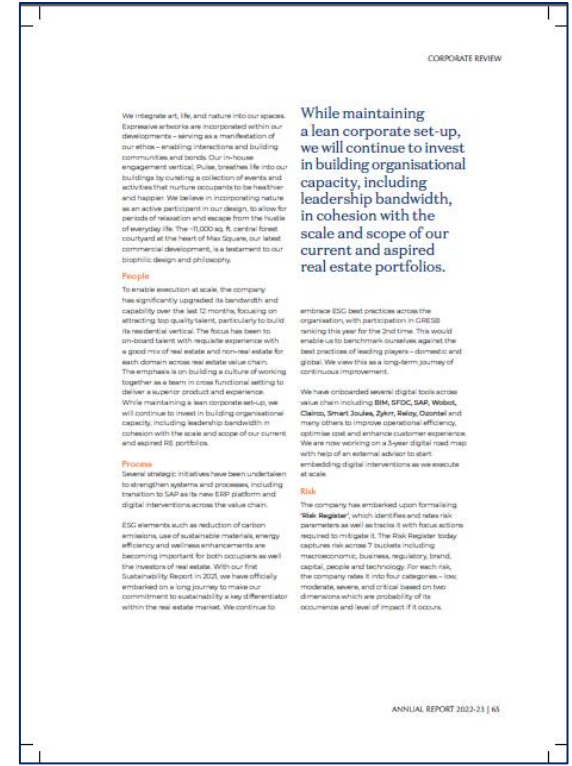 CORPORATE REVIEW
We integrate art, life, and nature into our spaces.
Expressive artworks are incorporated within our
developments – serving as a manifestation of
our ethos – enabling interactions and building
communities and bonds. Our in-house
engagement vertical, Pulse, breathes life into our
buildings by curating a collection of events and
activities that nurture occupants to be healthier
and happier. We believe in incorporating nature
as an active participant in our design, to allow for
periods of relaxation and escape from the hustle
of everyday life. The ~11,000 sq. ft. central forest
courtyard at the heart of Max Square, our latest
commercial development, is a testament to our
biophilic design and philosophy.
People
To enable execution at scale, the company
has significantly upgraded its bandwidth and
capability over the last 12 months, focusing on
attracting top quality talent, particularly to build
its residential vertical. The focus has been to
on-board talent with requisite experience with
a good mix of real estate and non-real estate for
each domain across real estate value chain.
The emphasis is on building a culture of working
together as a team in cross functional setting to
deliver a superior product and experience.
While maintaining a lean corporate set-up, we
will continue to invest in building organisational
capacity, including leadership bandwidth in
cohesion with the scale and scope of our current
and aspired RE portfolios.
Process
Several strategic initiatives have been undertaken
to strengthen systems and processes, including
transition to SAP as its new ERP platform and
digital interventions across the value chain.
ESG elements such as reduction of carbon
emissions, use of sustainable materials, energy
efficiency and wellness enhancements are
becoming important for both occupiers as well
the investors of real estate. With our first
Sustainability Report in 2021, we have officially
embarked on a long journey to make our
commitment to sustainability a key differentiator
within the real estate market. We continue to
While maintaining
a lean corporate set-up,
we will continue to invest
in building organisational
capacity, including
leadership bandwidth,
in cohesion with the
scale and scope of our
current and aspired
real estate portfolios.
embrace ESG best practices across the
organisation, with participation in GRESB
ranking this year for the 2nd time. This would
enable us to benchmark ourselves against the
best practices of leading players – domestic and
global. We view this as a long-term journey of
continuous improvement.
We have onboarded several digital tools across
value chain including BIM, SFDC, SAP, Wobot,
Clairco, Smart Joules, Zykrr, Reloy, Ozontel and
many others to improve operational efficiency,
optimise cost and enhance customer experience.
We are now working on a 3-year digital road map
with help of an external advisor to start
embedding digital interventions as we execute
at scale.
Risk
The company has embarked upon formalising
'Risk Register', which identifies and rates risk
parameters as well as tracks it with focus actions
required to mitigate it. The Risk Register today
captures risk across 7 buckets including
macroeconomic, business, regulatory, brand,
capital, people and technology. For each risk,
the company rates it into four categories – low,
moderate, severe, and critical based on two
dimensions which are probability of its
occurrence and level of impact if it occurs.
ANNUAL REPORT 2022-23 | 65